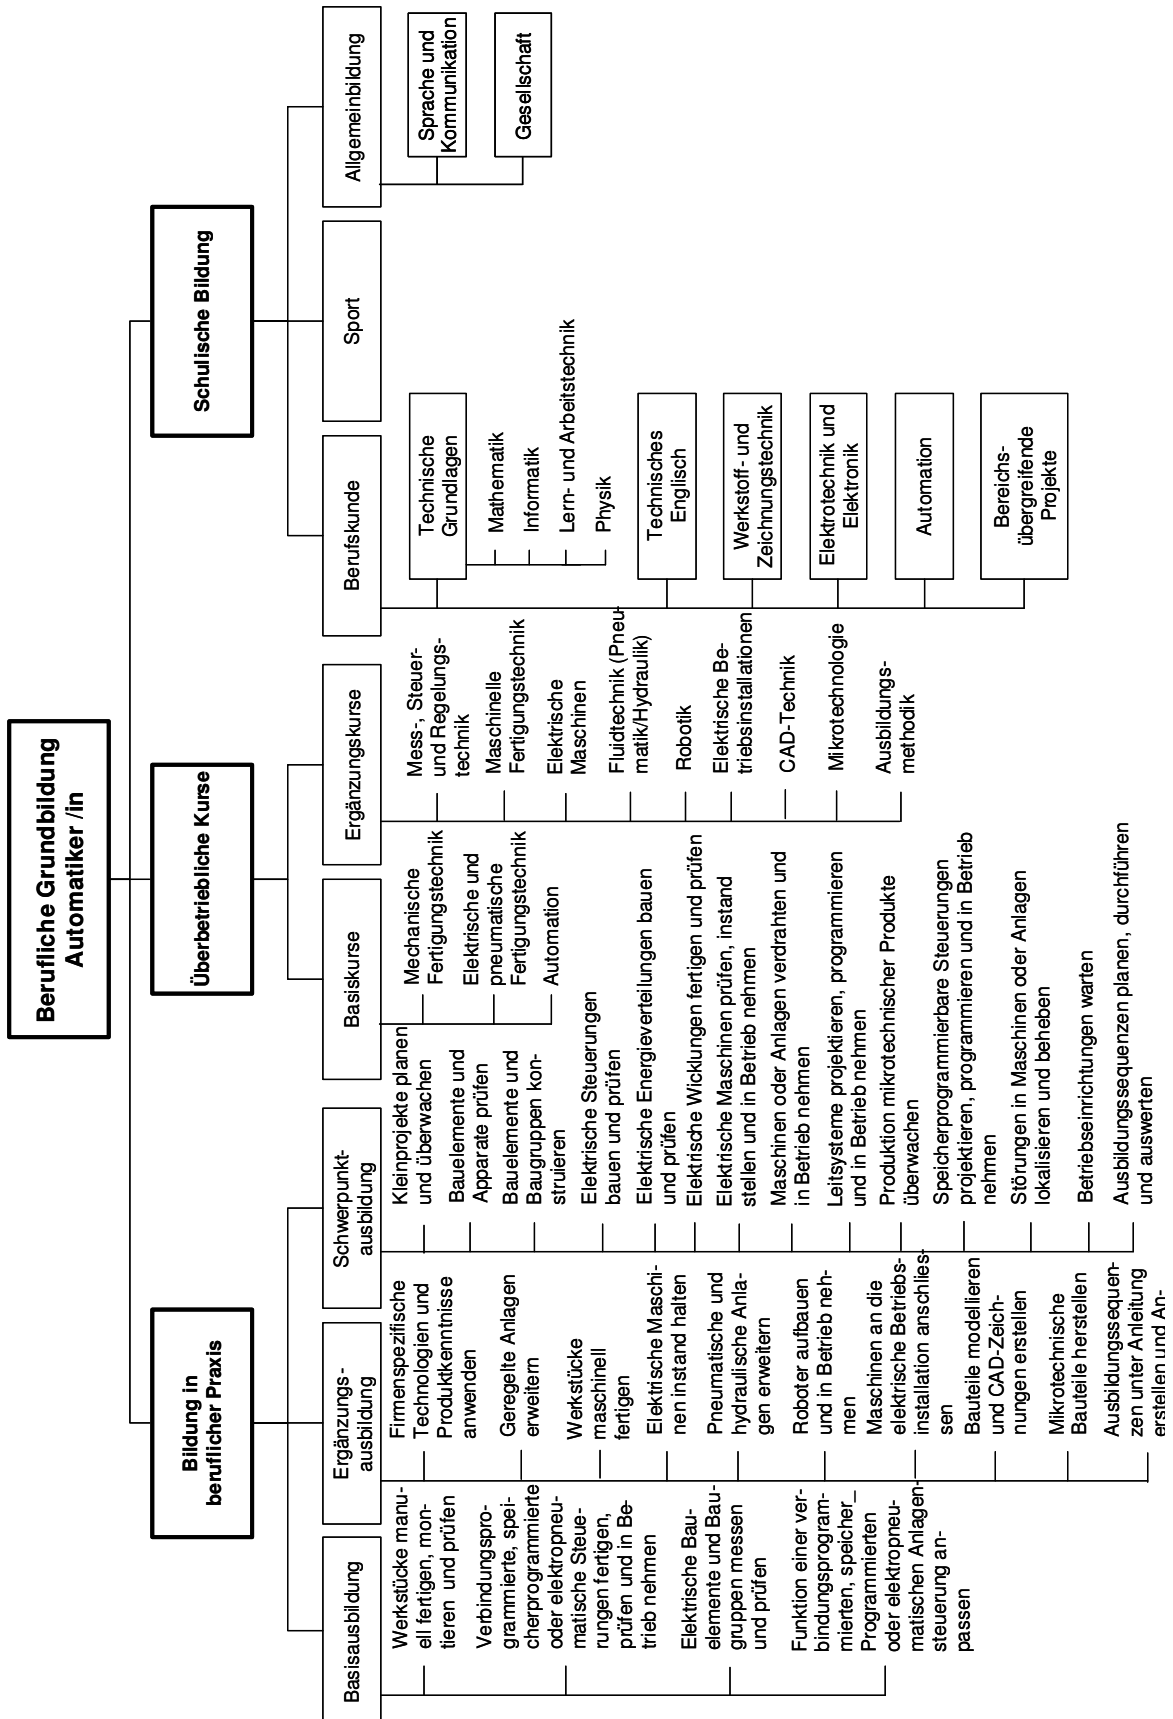 Berufliche Grundbildung
Automatiker /in
Bildung in
beruflicher Praxis
Überbetriebliche Kurse
Schulische Bildung
Basisausbildung
Ergänzungs-
ausbildung
Schwerpunkt-
ausbildung
Basiskurse
Ergänzungskurse
Berufskunde
Sport
Allgemeinbildung
Werkstücke manu-
ell fertigen, mon-
tieren und prüfen
Verbindungspro-
grammierte, spei-
cherprogrammierte
oder elektropneu-
matische Steue-
rungen fertigen,
prüfen und in Be-
trieb nehmen
Elektrische Bau-
elemente und Bau-
gruppen messen
und prüfen
Funktion einer ver-
bindungsprogram-
mierten, speicher_
Programmierten
oder elektropneu-
matischen Anlagen-
steuerung an-
passen
Firmenspezifische
Technologien und
Produktkenntnisse
anwenden
Geregelte Anlagen
erweitern
Werkstücke
maschinell
fertigen
Elektrische Maschi-
nen instand halten
Pneumatische und
hydraulische Anla-
gen erweitern
Roboter aufbauen
und in Betrieb neh-
men
Maschinen an die
elektrische Betriebs-
installation anschlies-
sen
Bauteile modellieren
und CAD-Zeich-
nungen erstellen
Mikrotechnische
Bauteile herstellen
Ausbildungssequen-
zen unter Anleitung
erstellen und An-
Kleinprojekte planen
und überwachen
Bauelemente und
Apparate prüfen
Bauelemente und
Baugruppen kon-
struieren
Elektrische Steuerungen
bauen und prüfen
Elektrische Energieverteilungen bauen
und prüfen
Elektrische Wicklungen fertigen und prüfen
Elektrische Maschinen prüfen, instand
stellen und in Betrieb nehmen
Maschinen oder Anlagen verdrahten und
in Betrieb nehmen
Leitsysteme projektieren, programmieren
und in Betrieb nehmen
Produktion mikrotechnischer Produkte
überwachen
Speicherprogrammierbare Steuerungen
projektieren, programmieren und in Betrieb
nehmen
Störungen in Maschinen oder Anlagen
lokalisieren und beheben
Betriebseinrichtungen warten
Ausbildungssequenzen planen, durchführen
und auswerten
Mechanische
Fertigungstechnik
Elektrische und
pneumatische
Fertigungstechnik
Automation
Mess-, Steuer-
und Regelungs-
technik
Maschinelle
Fertigungstechnik
Elektrische
Maschinen
Fluidtechnik (Pneu-
matik/Hydraulik)
Robotik
Elektrische Be-
triebsinstallationen
CAD-Technik
Mikrotechnologie
Ausbildungs-
methodik
Technische
Grundlagen
Mathematik
Informatik
Lern- und Arbeitstechnik
Physik
Technisches
Englisch
Werkstoff- und
Zeichnungstechnik
Elektrotechnik und
Elektronik
Automation
Bereichs-
übergreifende
Projekte
Sprache und
Kommunikation
Gesellschaft